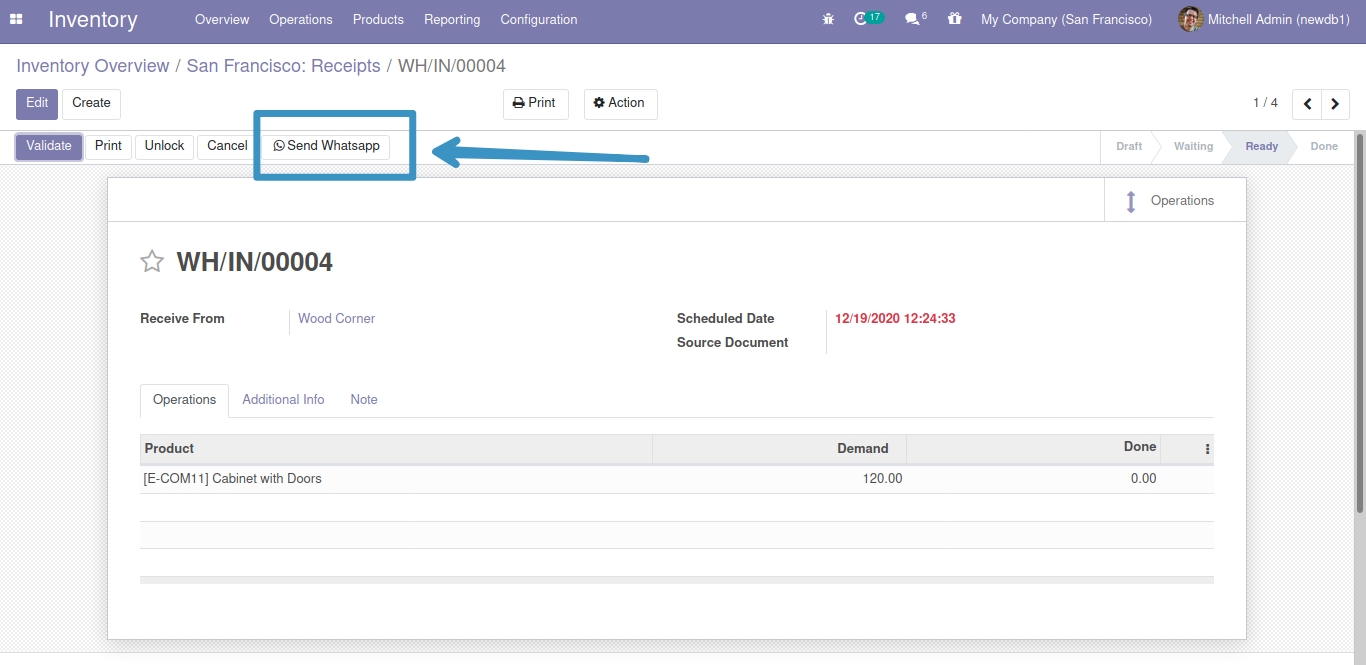 Inventory Overview Operations Products Reporting Configuration 17 6 My Company (San Francisco) Mitchell Admin (newdb1)
Inventory Overview / San Francisco: Receipts / WH/IN/00004
Edit Create Print Action 1 / 4
Validate Print Unlock Cancel Send Whatsapp Draft Waiting Ready Done
Operations
WH/IN/00004
Receive From Wood Corner Scheduled Date 12/19/2020 12:24:33
Source Document
Operations Additional Info Note
Product Demand Done
[E-COM11] Cabinet with Doors 120.00 0.00